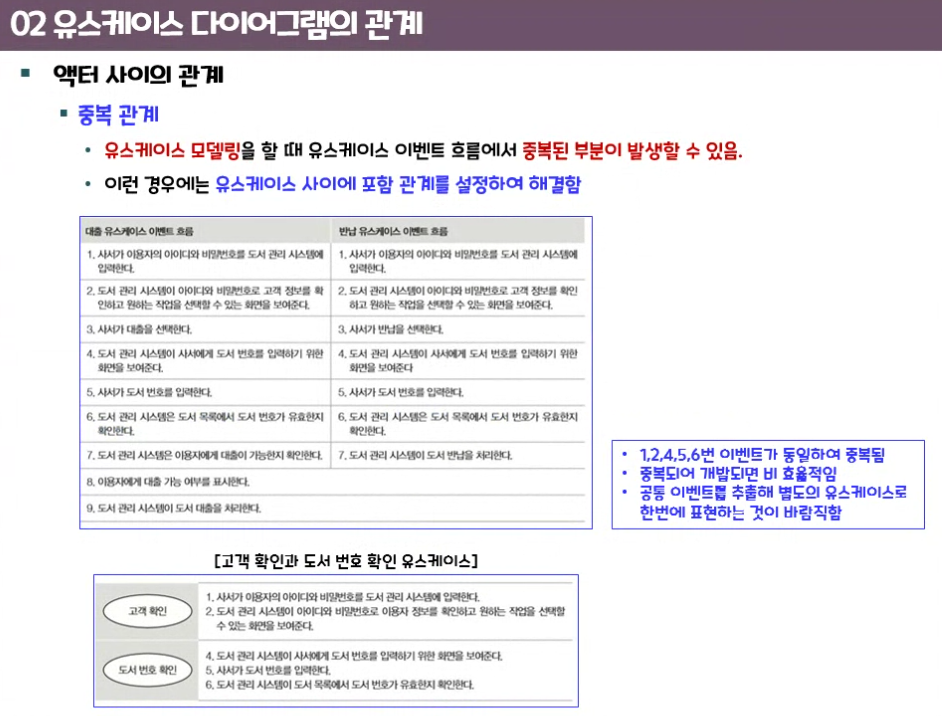 02 유스케이스 다이어그램의 관계
액터 사이의 관계
중복 관계
유스케이스 모델링을 할 때 유스케이스 이벤트 흐름에서 중복된 부분이 발생할 수 있음.
이런 경우에는 유스케이스 사이에 포함 관계를 설정하여 해결함
대출 유스케이스 이벤트 흐름
반납 유스케이스 이벤트 흐름
1. 사서가 이용자의 아이디와 비밀번호를 도서 관리 시스템에
입력한다.
1. 사서가 이용자의 아이디와 비밀번호를 도서 관리 시스템에
입력한다.
2. 도서 관리 시스템이 아이디와 비밀번호로 고객 정보를 확
인하고 원하는 작업을 선택할 수 있는 화면을 보여준다.
2. 도서 관리 시스템이 아이디와 비밀번호로 고객 정보를 확인
하고 원하는 직업을 선택할 수 있는 화면을 보여준다.
3. 사서가 대출을 선택한다.
3. 사서가 반납을 선택한다.
4. 도서 관리 시스템이 사서에게 도서 번호를 입력하기 위한
화면을 보여준다.
4. 도서 관리 시스템이 사서에게 도서 번호를 입력하기 위한
화면을 보여준다
5. 사서가 도서 번호를 입력한다.
5. 사서가 도서 번호를 입력한다.
6. 도서 관리 시스템은 도서 목록에서 도서 번호가 유효한지
확인한다.
6. 도서 관리 시스템은 도서 목록에서 도서 번호가 유효한지
확인한다.
7. 도서 관리 시스템은 이용자에게 대출이 가능한지 확인한다.
7. 도서 관리 시스템이 도서 반납을 처리한다.
8. 이용자에게 대출 가능 여부를 표시한다.
9. 도서 관리 시스템이 도서 대출을 처리한다.
1,2,4,5,6번 이벤트가 동일하여 중복됨
중복되어 개발되면 비 효율적임
공통 이벤트를 추출해 별도의 유스케이스로
한번에 표현하는 것이 바람직함
[고객 확인과 도서 번호 확인 유스케이스]
고객 확인
1. 사서가 이용자의 아이디와 비밀번호를 도서 관리 시스템에 입력한다.
2. 도서 관리 시스템이 아이디와 비밀번호로 이용자 정보를 확인하고 원하는 작업을 선택할
수 있는 화면을 보여준다.
도서 번호 확인
4. 도서 관리 시스템이 사서에게 도서 번호를 입력하기 위한 화면을 보여준다.
5. 사서가 도서 번호를 입력한다.
6. 도서 관리 시스템이 도서 목록에서 도서 번호가 유효한지 확인한다.